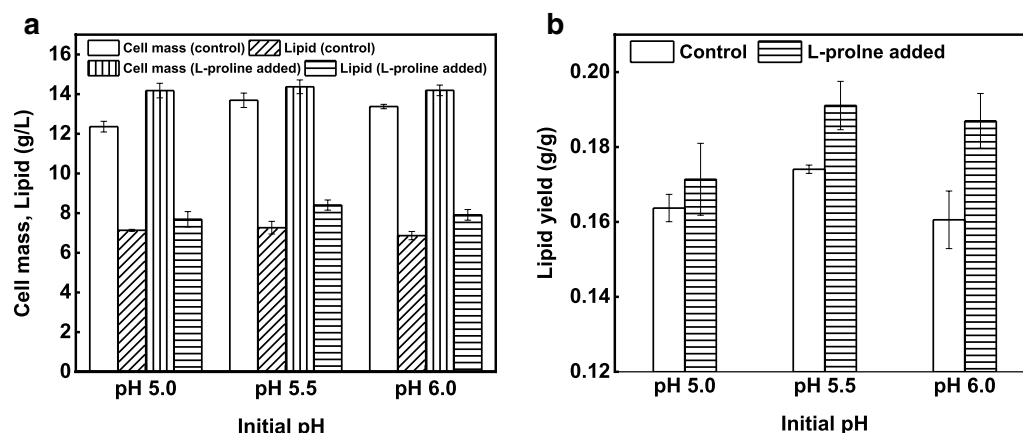 a
Cell mass (control) Lipid (control)
Cell mass (L-proline added) Lipid (L-proline added)
16
14
12
10
8
6
4
2
0
Cell mass, Lipid (g/L)
pH 5.0 pH 5.5 pH 6.0
Initial pH
b
Control L-prolne added
0.20
0.18
0.16
0.14
0.12
Lipid yield (g/g)
pH 5.0 pH 5.5 pH 6.0
Initial pH